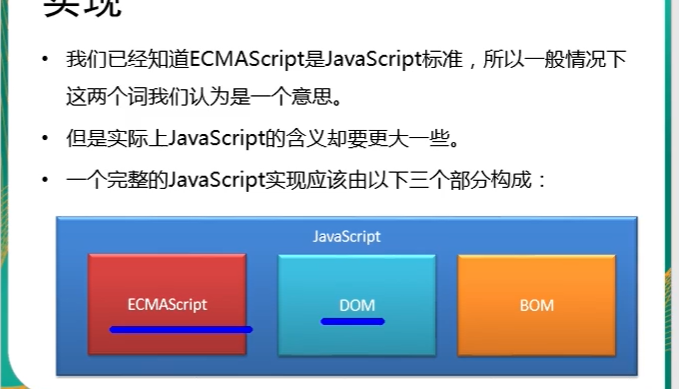 实现
• 我们已经知道ECMAScript是JavaScript标准，所以一般情况下
这两个词我们认为是一个意思。
• 但是实际上JavaScript的含义却要更大一些。
• 一个完整的JavaScript实现应该由以下三个部分构成：
JavaScript
ECMAScript
DOM
BOM